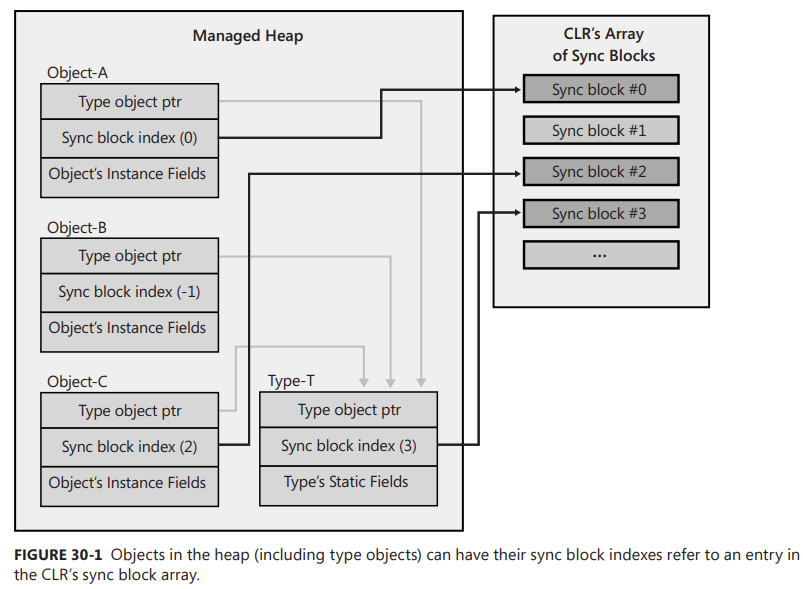 Managed Heap
Object-A
Type object ptr
Sync block index (0)
Object's Instance Fields
Object-B
Type object ptr
Sync block index (-1)
Object's Instance Fields
Object-C
Type object ptr
Sync block index (2)
Object's Instance Fields
Type-T
Type object ptr
Sync block index (3)
Type's Static Fields
CLR's Array
of Sync Blocks
Sync block #0
Sync block #1
Sync block #2
Sync block #3
...
FIGURE 30-1 Objects in the heap (including type objects) can have their sync block indexes refer to an entry in
the CLR's sync block array.